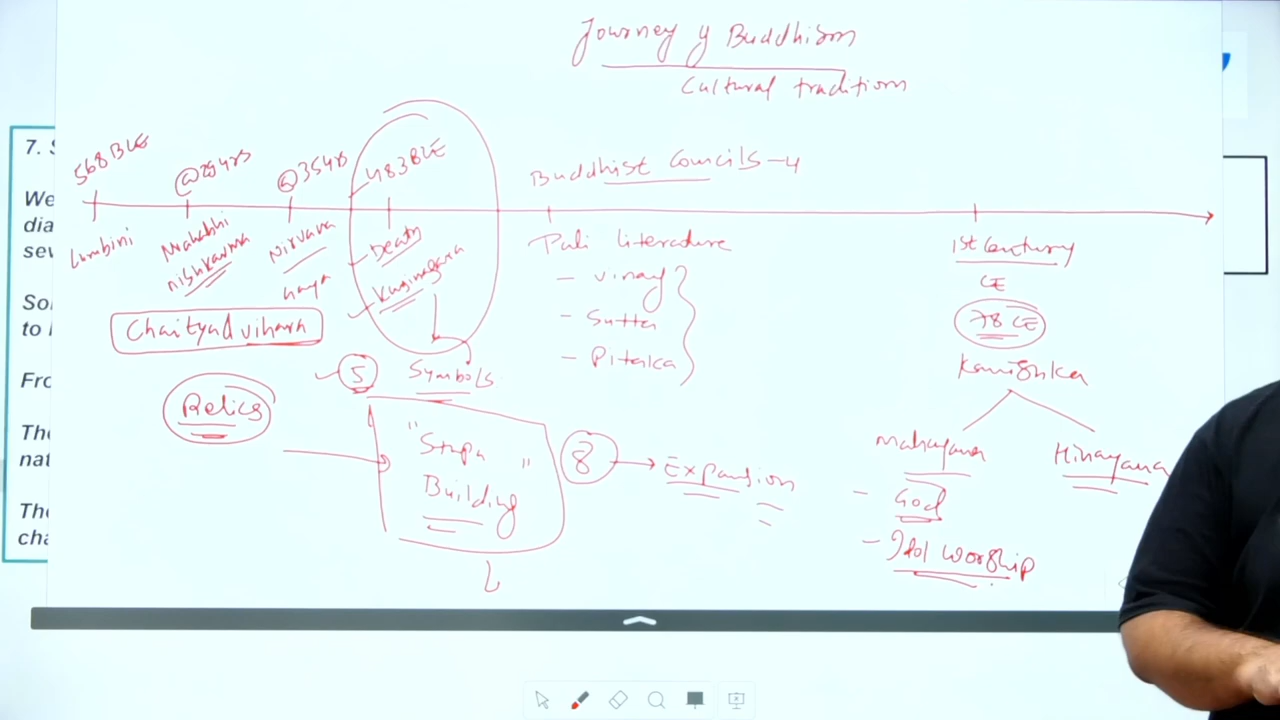 Journey of Buddhism
Cultural traditions
568 BCE
@29 yrs
@35 yrs
483 BCE
Buddhist Councils - 4
Lumbini
Mahabhi
nishkarma
Nirvana
Gaya
Death
Kusinagara
Pali literature
- Vinay
- Sutta
- Pitaka
1st Century
CE
78 CE
Kanishka
Chaitya & vihara
5 Symbols
Relics
"Stupa
Building"
8 → Expansion
Mahayana
Hinayana
- God
- Idol worship
7. S
We
dia
sev
So
to
Fro
The
nat
The
cha